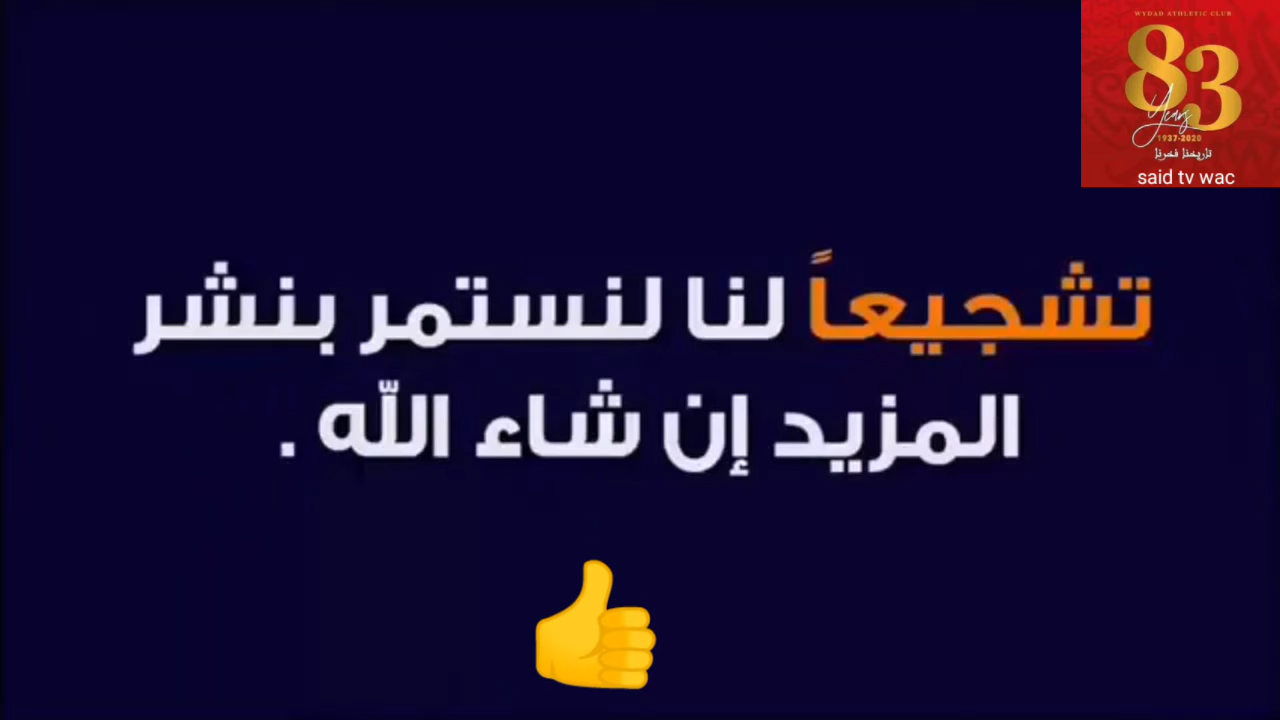 WYDAD ATHLETIC CLUB
83
Years
1937-2020
تاريخنا فخرنا
said tv wac
تشجيعاً لنا لنستمر بنشر
المزيد إن شاء الله .